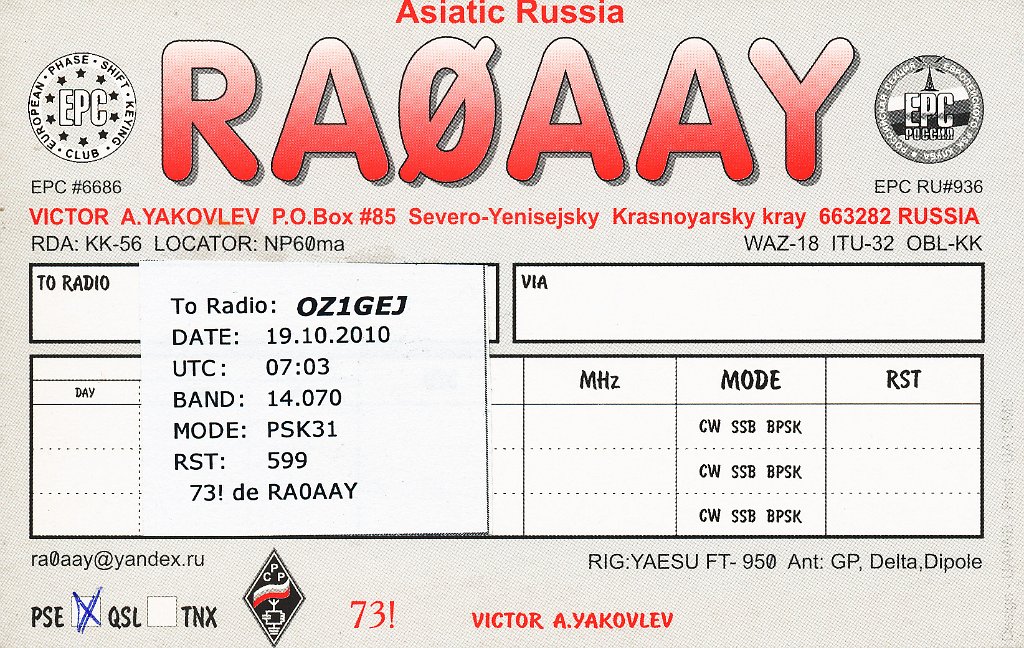 Asiatic Russia
RAØAAY
EUROPEAN • PHASE • SHIFT • KEYING • CLUB •
EPC
EPC
РОССИЯ
EPC #6686
EPC RU#936
VICTOR A.YAKOVLEV P.O.Box #85 Severo-Yenisejsky Krasnoyarsky kray 663282 RUSSIA
RDA: KK-56 LOCATOR: NP60ma
WAZ-18 ITU-32 OBL-KK
TO RADIO
VIA
To Radio: OZ1GEJ
DATE: 19.10.2010
UTC: 07:03
BAND: 14.070
MODE: PSK31
RST: 599
73! de RA0AAY
DAY
MHz MODE RST
CW SSB BPSK
CW SSB BPSK
CW SSB BPSK
ra0aay@yandex.ru
RIG:YAESU FT- 950 Ant: GP, Delta,Dipole
PSE X QSL TNX
СРР
73!
VICTOR A.YAKOVLEV